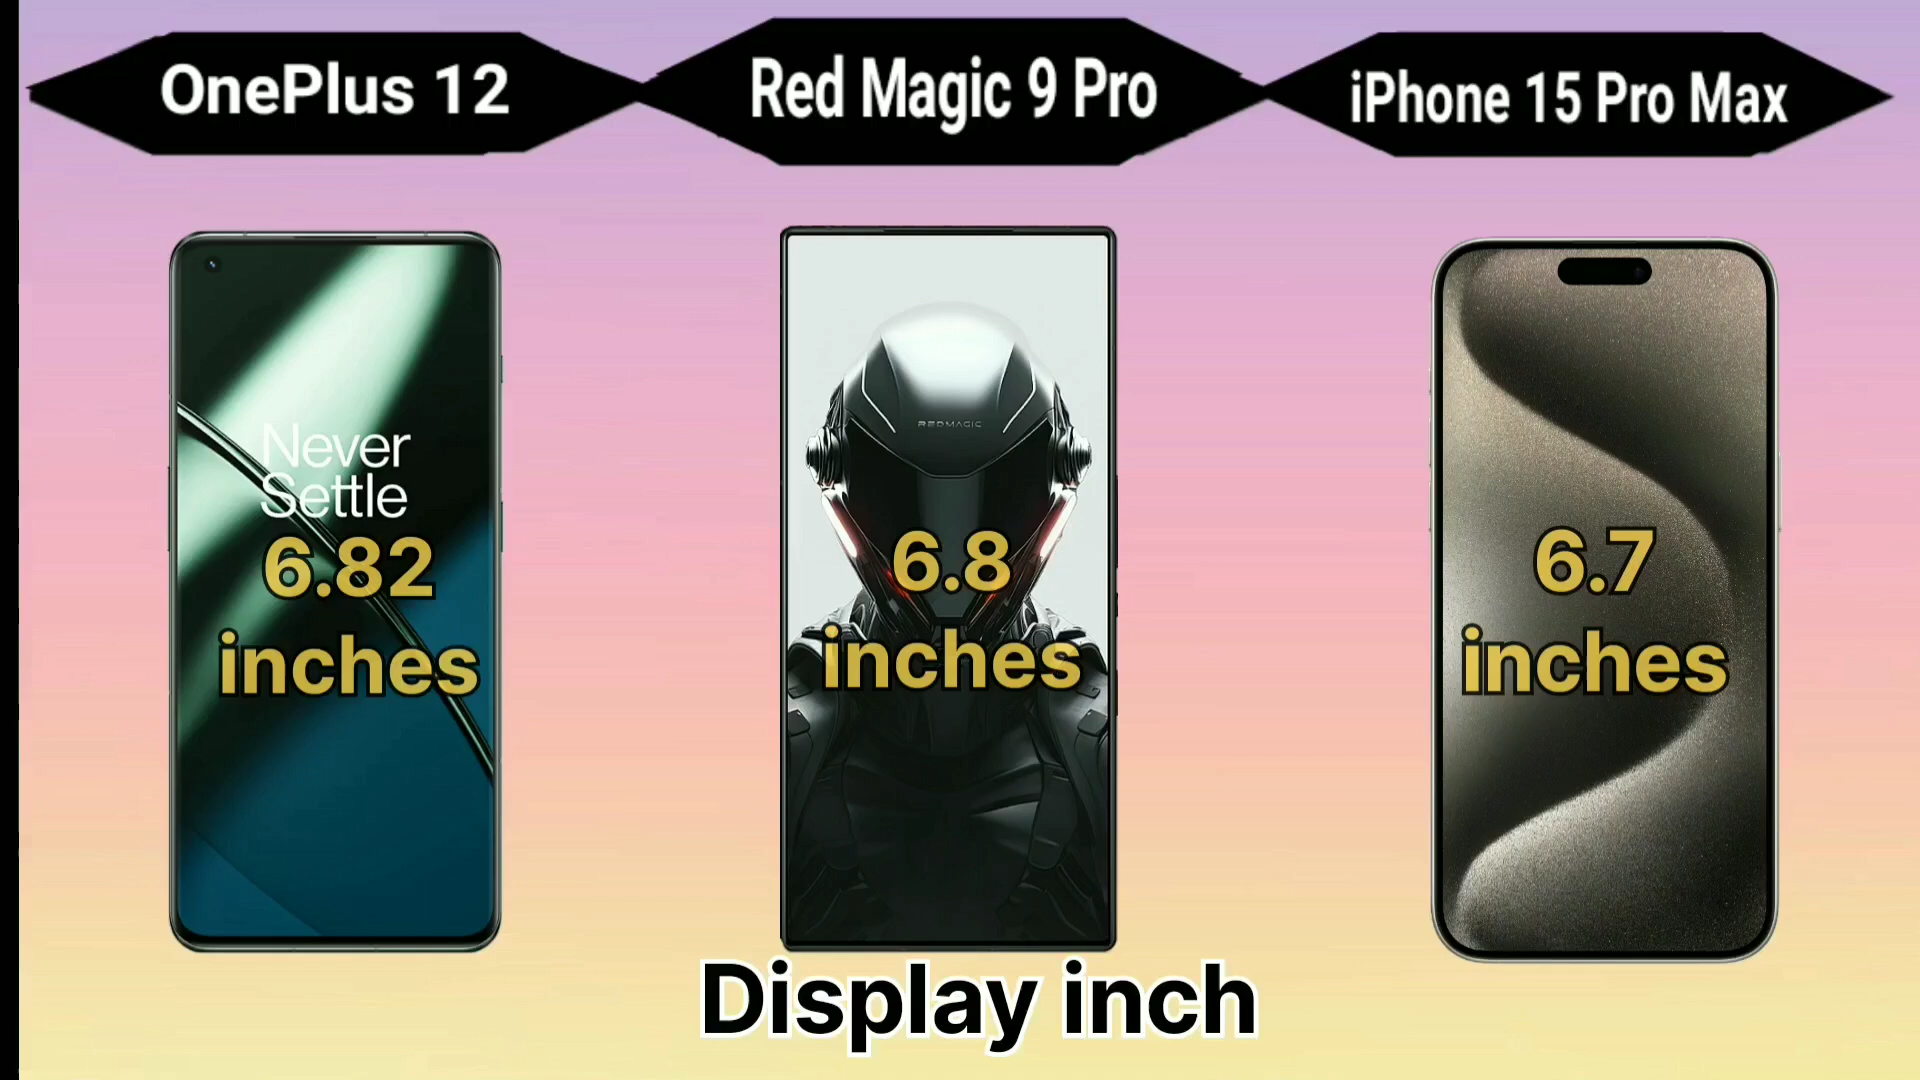 OnePlus 12
Red Magic 9 Pro
iPhone 15 Pro Max
Never
Settle
6.82
inches
REDMAGIC
6.8
inches
6.7
inches
Display inch